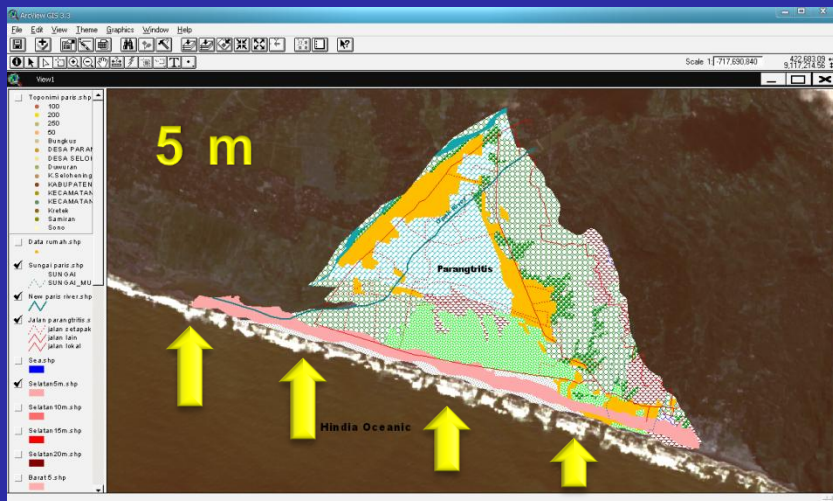 ArcView GIS 3.3
File Edit View Theme Graphics Window Help
Scale 1: -717,690,840
422,683.09
9,117,214.56
View1
Toponimi paris.shp
100
200
250
50
Bungkus
DESA PARAN
DESA SELO
Duwuran
K.Selohening
KABUPATEN
KECAMATAN
KECAMATAN
Kretek
Samiran
Sono
Data rumah.shp
Sungai paris.shp
SUNGAI
SUNGAI_MU
New paris river.shp
Jalan parangtritis.s
jalan setapak
jalan lain
jalan lokal
Sea.shp
Selatan5m.shp
Selatan10m.shp
Selatan15m.shp
Selatan20m.shp
Barat5.shp
5 m
Parangtritis
Hindia Oceanic